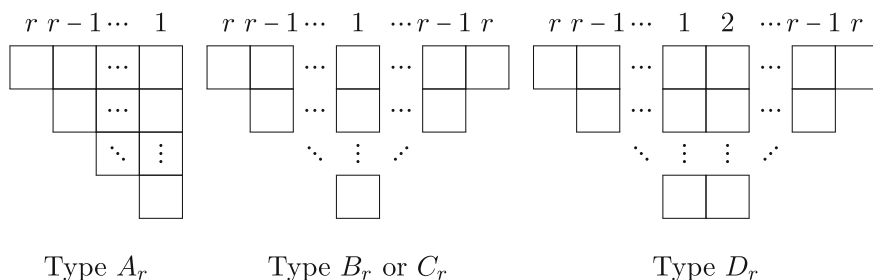 r r − 1 ⋯ 1 r r − 1 ⋯ 1 ⋯ r − 1 r r r − 1 ⋯ 1 2 ⋯ r − 1 r
⋯ ⋯ ⋯ ⋯ ⋯
⋯ ⋯ ⋯ ⋯ ⋯
⋱ ⋮ ⋱ ⋮ ⋰ ⋱ ⋮ ⋮ ⋰
Type A_r Type B_r or C_r Type D_r